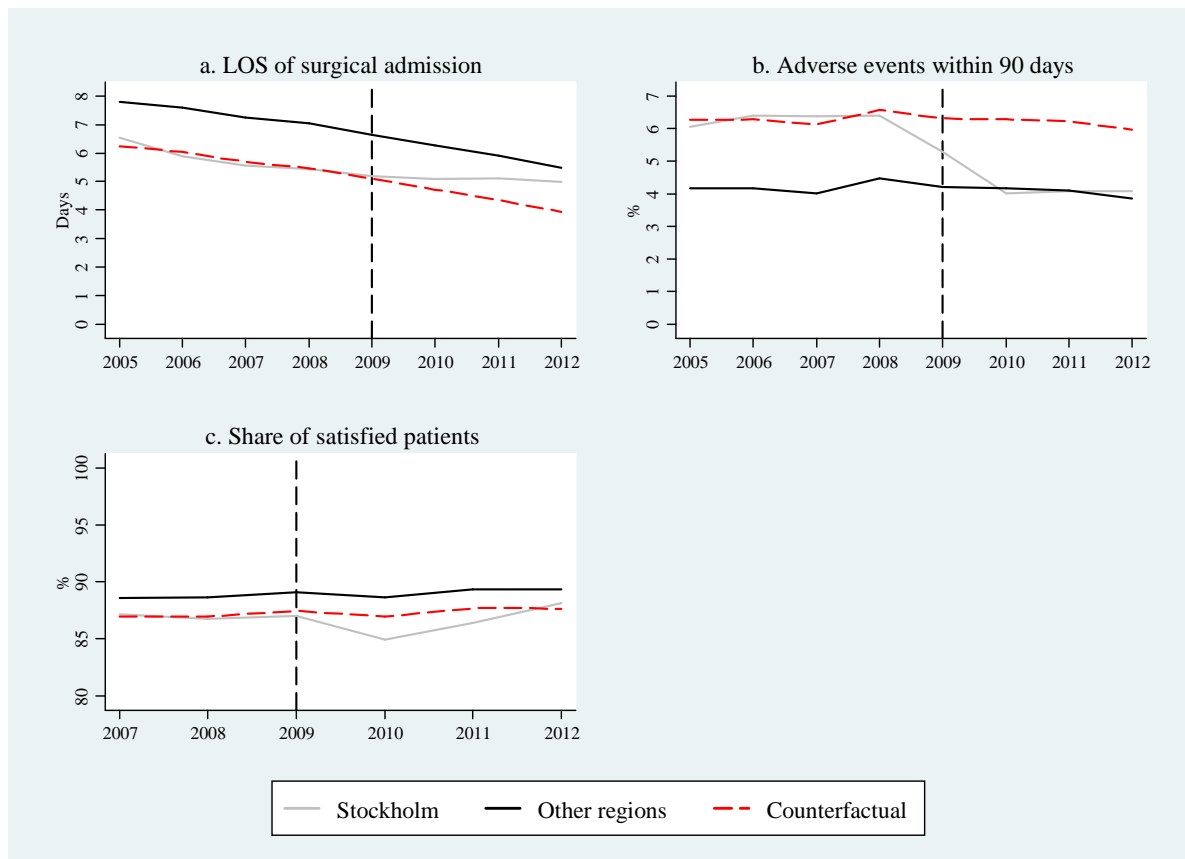 a. LOS of surgical admission
Days
0 1 2 3 4 5 6 7 8
2005 2006 2007 2008 2009 2010 2011 2012
b. Adverse events within 90 days
%
0 1 2 3 4 5 6 7
2005 2006 2007 2008 2009 2010 2011 2012
c. Share of satisfied patients
%
80 85 90 95 100
2007 2008 2009 2010 2011 2012
Stockholm Other regions Counterfactual